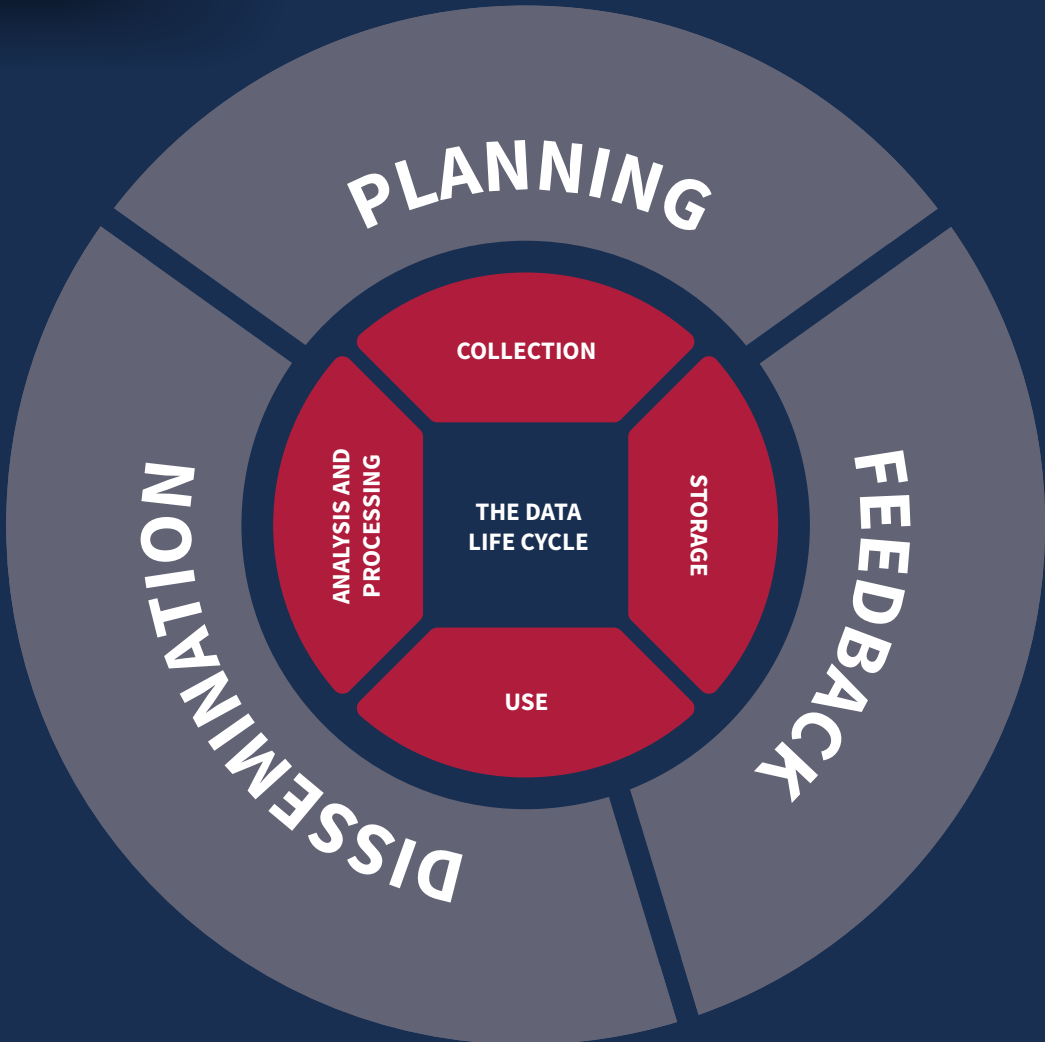 PLANNING
COLLECTION
ANALYSIS AND
PROCESSING
THE DATA
LIFE CYCLE
STORAGE
USE
FEEDBACK
DISSEMINATION